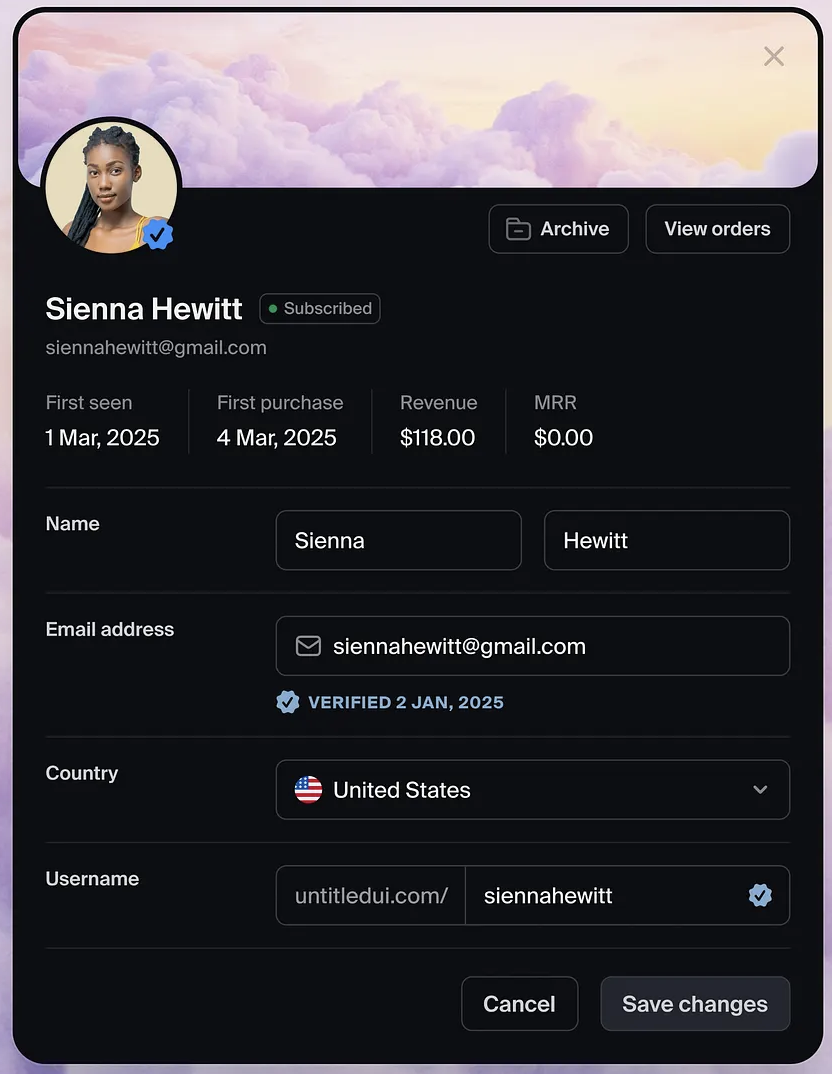 Archive
View orders
Sienna Hewitt
Subscribed
siennahewitt@gmail.com
First seen
1 Mar, 2025
First purchase
4 Mar, 2025
Revenue
$118.00
MRR
$0.00
Name
Sienna
Hewitt
Email address
siennahewitt@gmail.com
VERIFIED 2 JAN, 2025
Country
United States
Username
untitledui.com/
siennahewitt
Cancel
Save changes